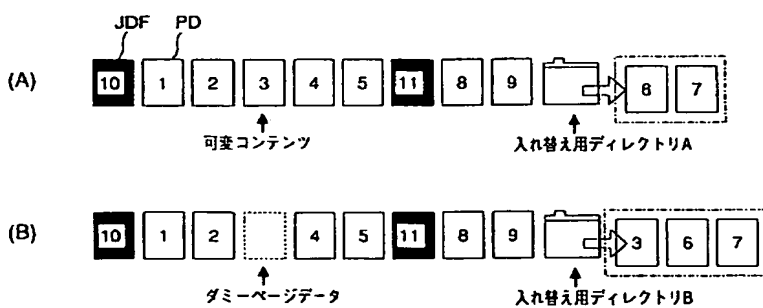 JDF PD
(A) 10 1 2 3 4 5 11 8 9 6 7
可変コンテンツ 入れ替え用ディレクトリA
(B) 10 1 2 4 5 11 8 9 3 6 7
ダミーページデータ 入れ替え用ディレクトリB